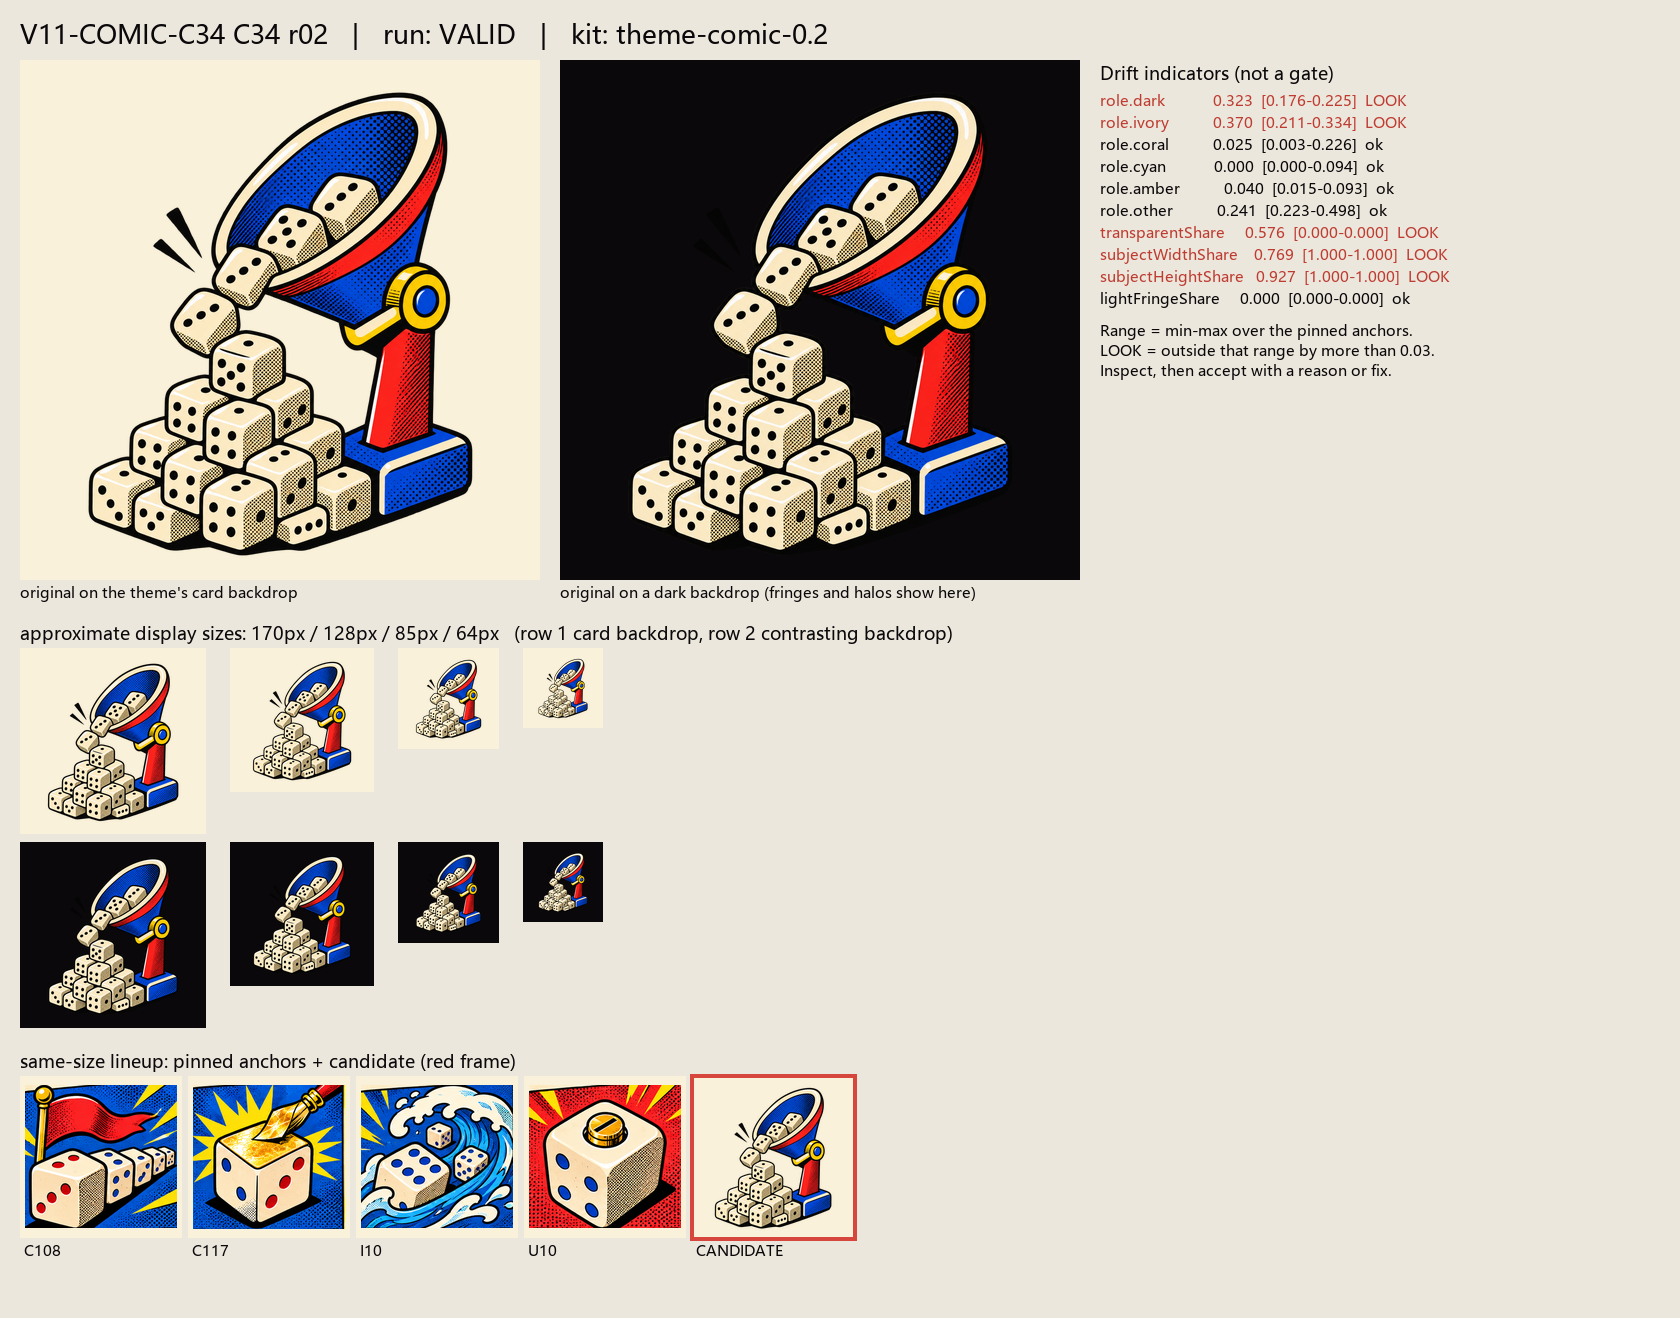 V11-COMIC-C34 C34 r02 | run: VALID | kit: theme-comic-0.2
Drift indicators (not a gate)
role.dark 0.323 [0.176-0.225] LOOK
role.ivory 0.370 [0.211-0.334] LOOK
role.coral 0.025 [0.003-0.226] ok
role.cyan 0.000 [0.000-0.094] ok
role.amber 0.040 [0.015-0.093] ok
role.other 0.241 [0.223-0.498] ok
transparentShare 0.576 [0.000-0.000] LOOK
subjectWidthShare 0.769 [1.000-1.000] LOOK
subjectHeightShare 0.927 [1.000-1.000] LOOK
lightFringeShare 0.000 [0.000-0.000] ok
Range = min-max over the pinned anchors.
LOOK = outside that range by more than 0.03.
Inspect, then accept with a reason or fix.
original on the theme's card backdrop
original on a dark backdrop (fringes and halos show here)
approximate display sizes: 170px / 128px / 85px / 64px (row 1 card backdrop, row 2 contrasting backdrop)
same-size lineup: pinned anchors + candidate (red frame)
C108
C117
I10
U10
CANDIDATE